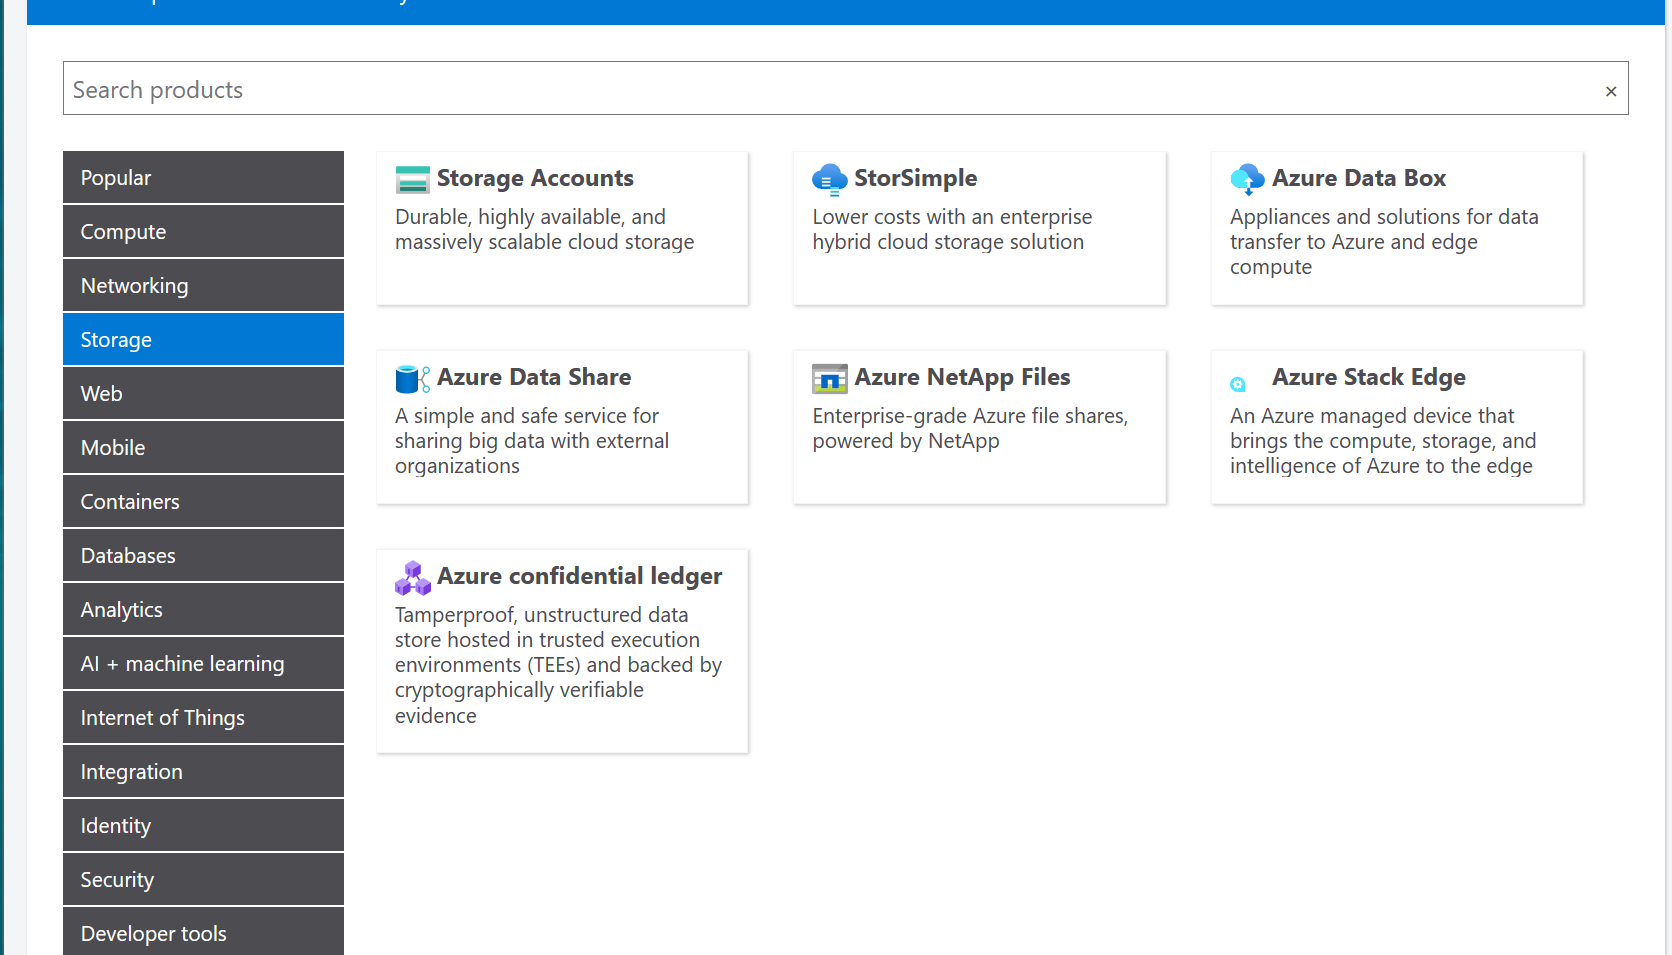 Search products
×
Popular
Compute
Networking
Storage
Web
Mobile
Containers
Databases
Analytics
AI + machine learning
Internet of Things
Integration
Identity
Security
Developer tools
Storage Accounts
Durable, highly available, and
massively scalable cloud storage
StorSimple
Lower costs with an enterprise
hybrid cloud storage solution
Azure Data Box
Appliances and solutions for data
transfer to Azure and edge
compute
Azure Data Share
A simple and safe service for
sharing big data with external
organizations
Azure NetApp Files
Enterprise-grade Azure file shares,
powered by NetApp
Azure Stack Edge
An Azure managed device that
brings the compute, storage, and
intelligence of Azure to the edge
Azure confidential ledger
Tamperproof, unstructured data
store hosted in trusted execution
environments (TEEs) and backed by
cryptographically verifiable
evidence